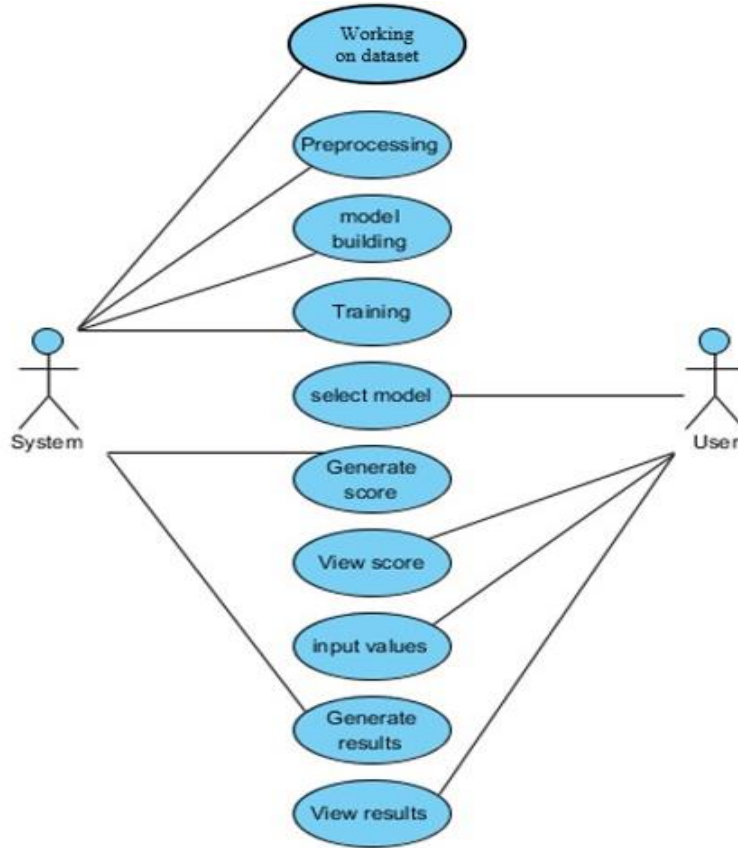 Working
on dataset
Preprocessing
model
building
Training
select model
System
User
Generate
score
View score
input values
Generate
results
View results